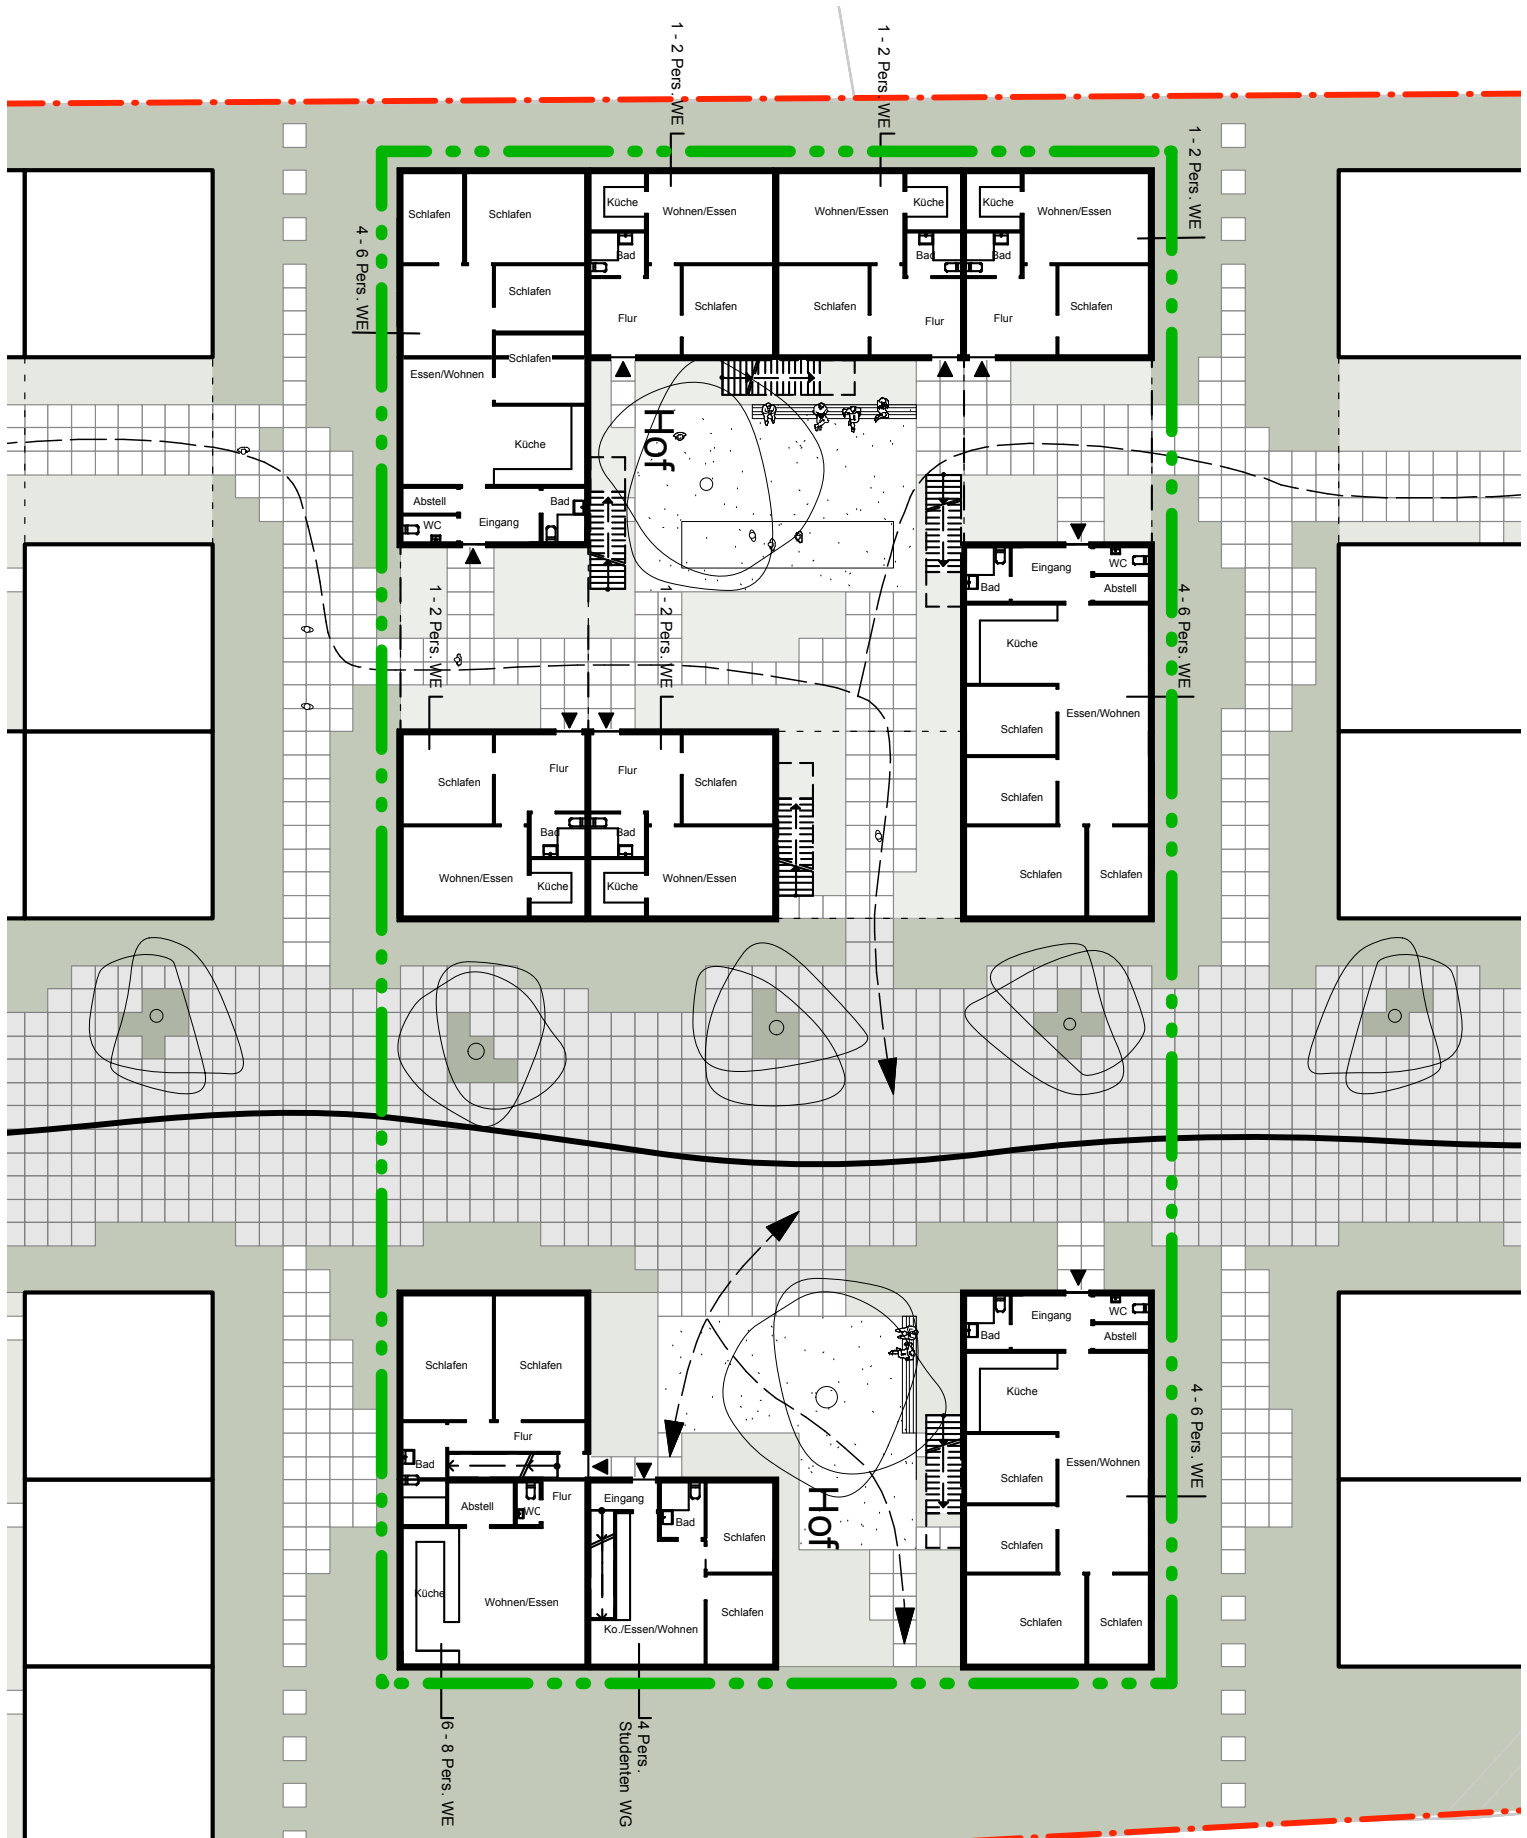 1 - 2 Pers. WE
1 - 2 Pers. WE
1 - 2 Pers. WE
4 - 6 Pers. WE
Schlafen
Schlafen
Küche
Wohnen/Essen
Wohnen/Essen
Küche
Küche
Wohnen/Essen
Bad
Bad
Bad
Schlafen
Schlafen
Schlafen
Schlafen
Flur
Flur
Flur
Schlafen
Essen/Wohnen
Küche
Hof
Abstell
Bad
WC
Eingang
Eingang
WC
Bad
Abstell
1 - 2 Pers. WE
1 - 2 Pers. WE
4 - 6 Pers. WE
Küche
Essen/Wohnen
Schlafen
Schlafen
Flur
Flur
Schlafen
Schlafen
Schlafen
Bad
Bad
Wohnen/Essen
Küche
Küche
Wohnen/Essen
Schlafen
Schlafen
Eingang
WC
Bad
Abstell
Schlafen
Schlafen
Küche
4 - 6 Pers. WE
Flur
Bad
Essen/Wohnen
Schlafen
Abstell
WC
Flur
Eingang
Bad
Schlafen
Hof
Schlafen
Küche
Wohnen/Essen
Schlafen
Ko./Essen/Wohnen
Schlafen
Schlafen
6 - 8 Pers. WE
4 Pers.
Studenten WG